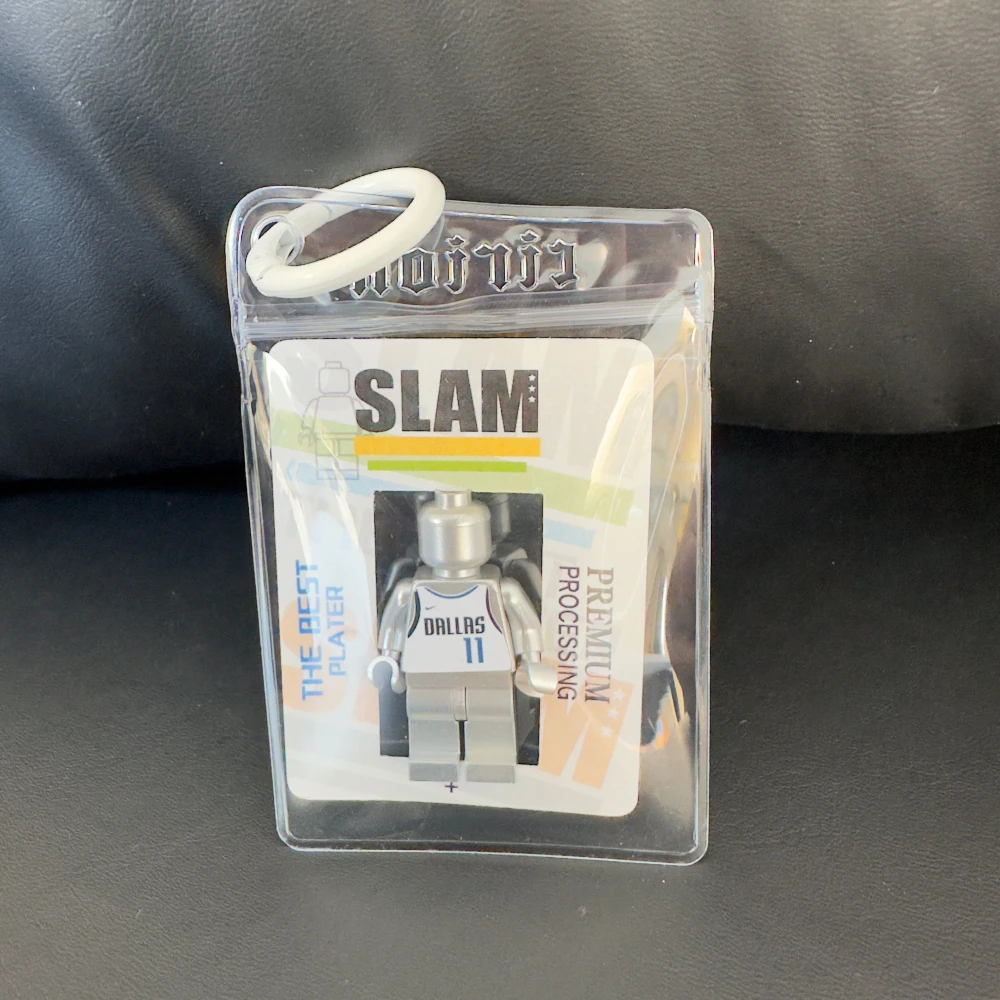 SLAM
THE BEST
PLATER
DALLAS
11
PREMIUM
PROCESSING